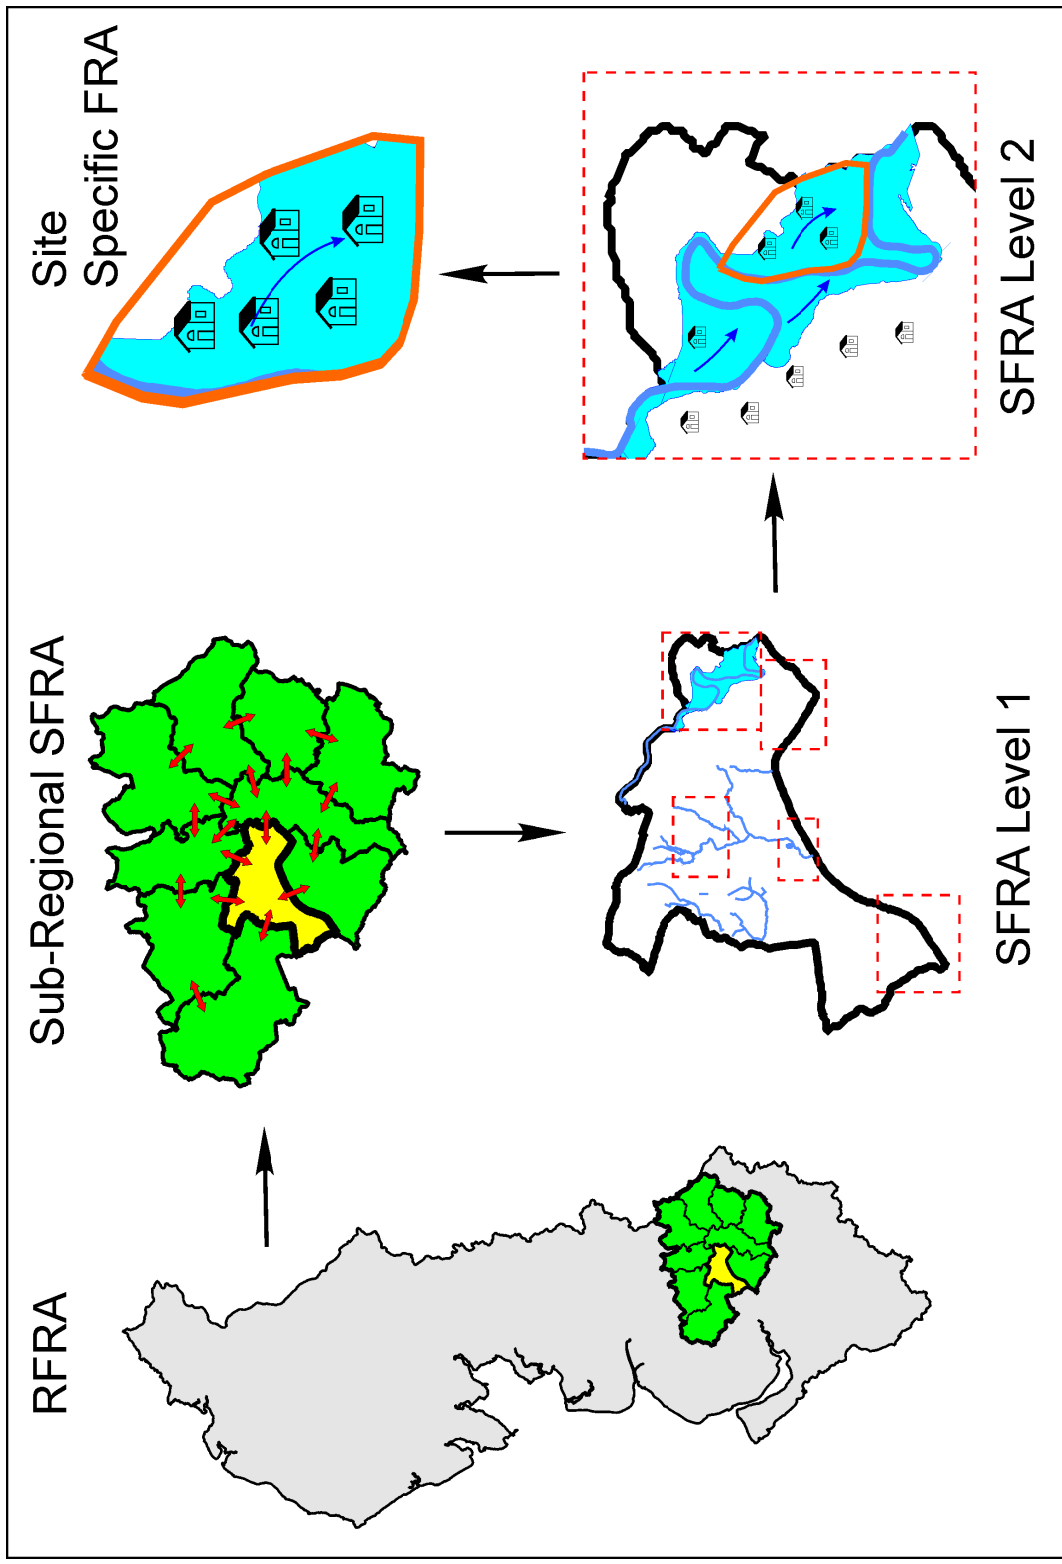 RFRA
Sub-Regional SFRA
Site
Specific FRA
SFRA Level 1
SFRA Level 2